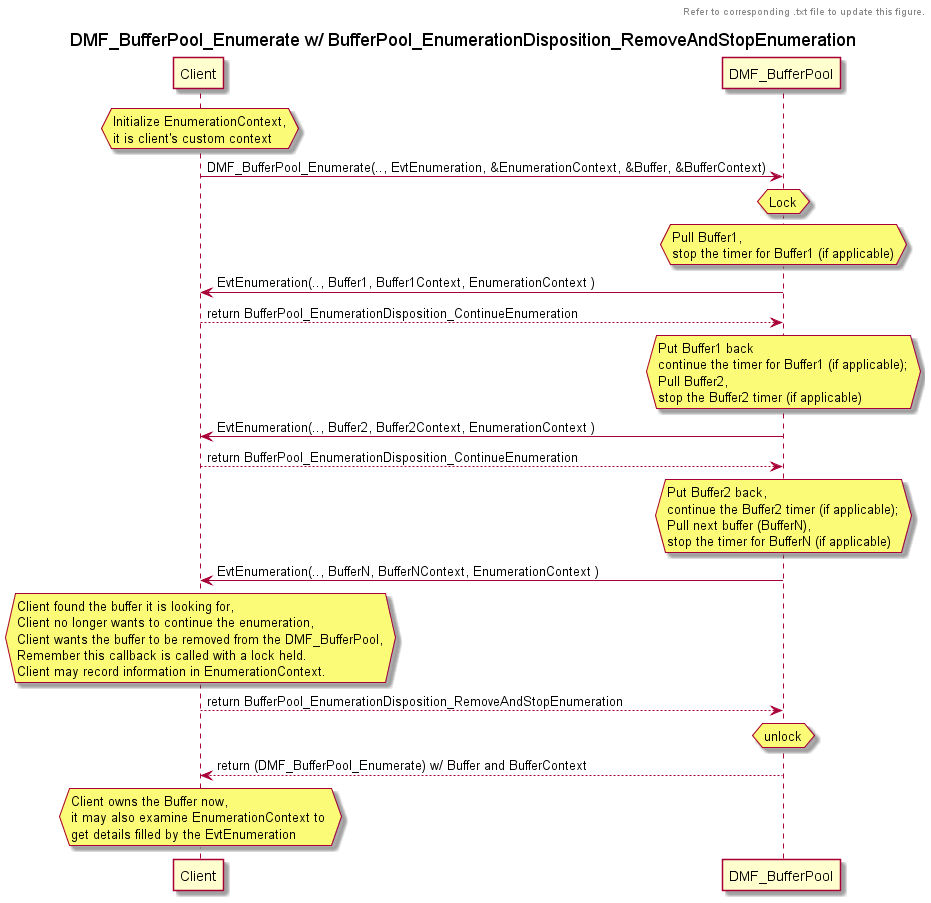 Refer to corresponding .txt file to update this figure.
DMF_BufferPool_Enumerate w/ BufferPool_EnumerationDisposition_RemoveAndStopEnumeration
Client
DMF_BufferPool
Initialize EnumerationContext,
it is client's custom context
DMF_BufferPool_Enumerate(.., EvtEnumeration, &EnumerationContext, &Buffer, &BufferContext)
Lock
Pull Buffer1,
stop the timer for Buffer1 (if applicable)
EvtEnumeration(.., Buffer1, Buffer1Context, EnumerationContext )
return BufferPool_EnumerationDisposition_ContinueEnumeration
Put Buffer1 back
continue the timer for Buffer1 (if applicable);
Pull Buffer2,
stop the Buffer2 timer (if applicable)
EvtEnumeration(.., Buffer2, Buffer2Context, EnumerationContext )
return BufferPool_EnumerationDisposition_ContinueEnumeration
Put Buffer2 back,
continue the Buffer2 timer (if applicable);
Pull next buffer (BufferN),
stop the timer for BufferN (if applicable)
EvtEnumeration(.., BufferN, BufferNContext, EnumerationContext )
Client found the buffer it is looking for,
Client no longer wants to continue the enumeration,
Client wants the buffer to be removed from the DMF_BufferPool,
Remember this callback is called with a lock held.
Client may record information in EnumerationContext.
return BufferPool_EnumerationDisposition_RemoveAndStopEnumeration
unlock
return (DMF_BufferPool_Enumerate) w/ Buffer and BufferContext
Client owns the Buffer now,
it may also examine EnumerationContext to
get details filled by the EvtEnumeration
Client
DMF_BufferPool